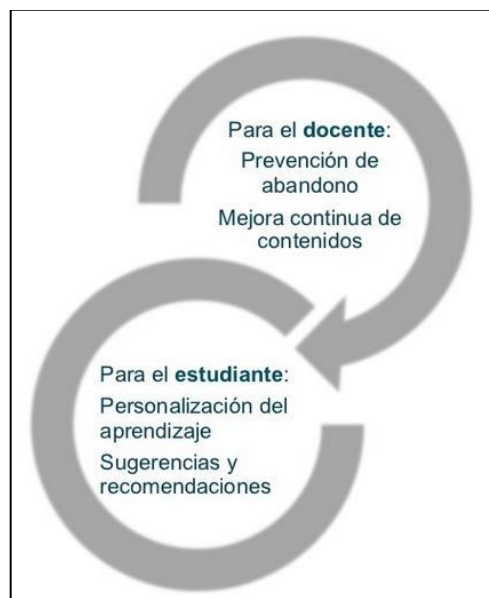 Para el docente:
Prevención de
abandono
Mejora continua de
contenidos
Para el estudiante:
Personalización del
aprendizaje
Sugerencias y
recomendaciones